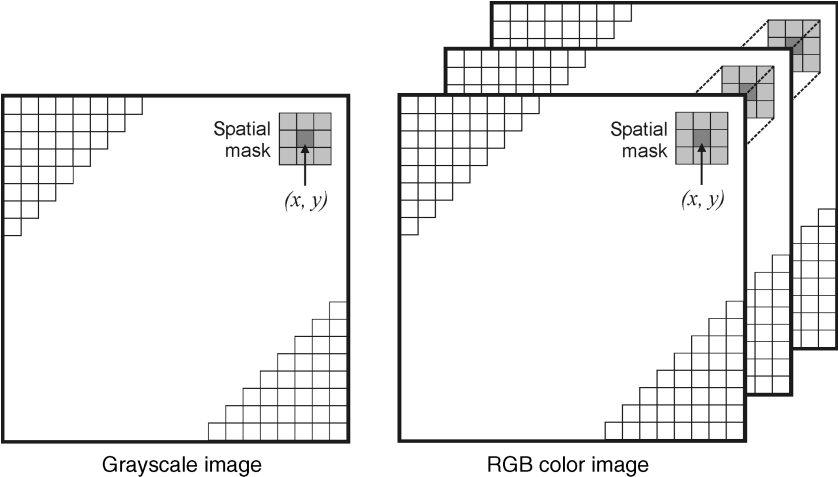 Spatial
mask
(x, y)
Grayscale image
Spatial
mask
(x, y)
RGB color image